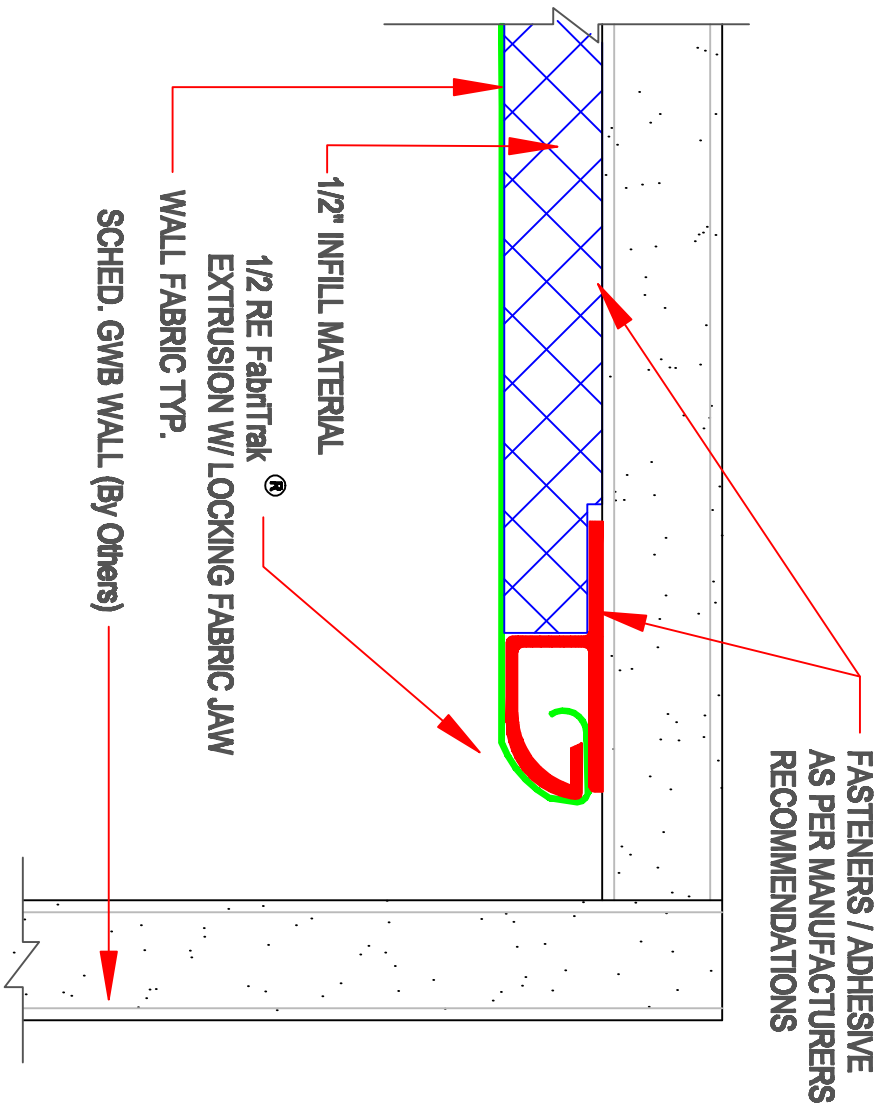 FASTENERS / ADHESIVE
AS PER MANUFACTURERS
RECOMMENDATIONS
1/2" INFILL MATERIAL
1/2 RE FabriTrak ®
EXTRUSION W/ LOCKING FABRIC JAW
WALL FABRIC TYP.
SCHED. GWB WALL (By Others)